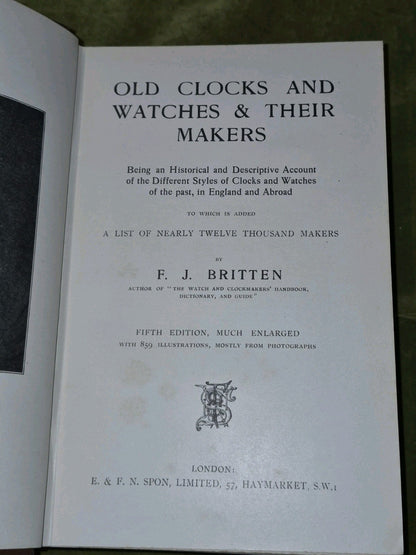 OLD CLOCKS AND
WATCHES & THEIR
MAKERS
Being an Historical and Descriptive Account
of the Different Styles of Clocks and Watches
of the past, in England and Abroad
TO WHICH IS ADDED
A LIST OF NEARLY TWELVE THOUSAND MAKERS
BY
F. J. BRITTEN
AUTHOR OF "THE WATCH AND CLOCKMAKERS' HANDBOOK,
DICTIONARY, AND GUIDE"
FIFTH EDITION, MUCH ENLARGED
WITH 859 ILLUSTRATIONS, MOSTLY FROM PHOTOGRAPHS
LONDON:
E. & F. N. SPON, LIMITED, 57, HAYMARKET, S.W.1